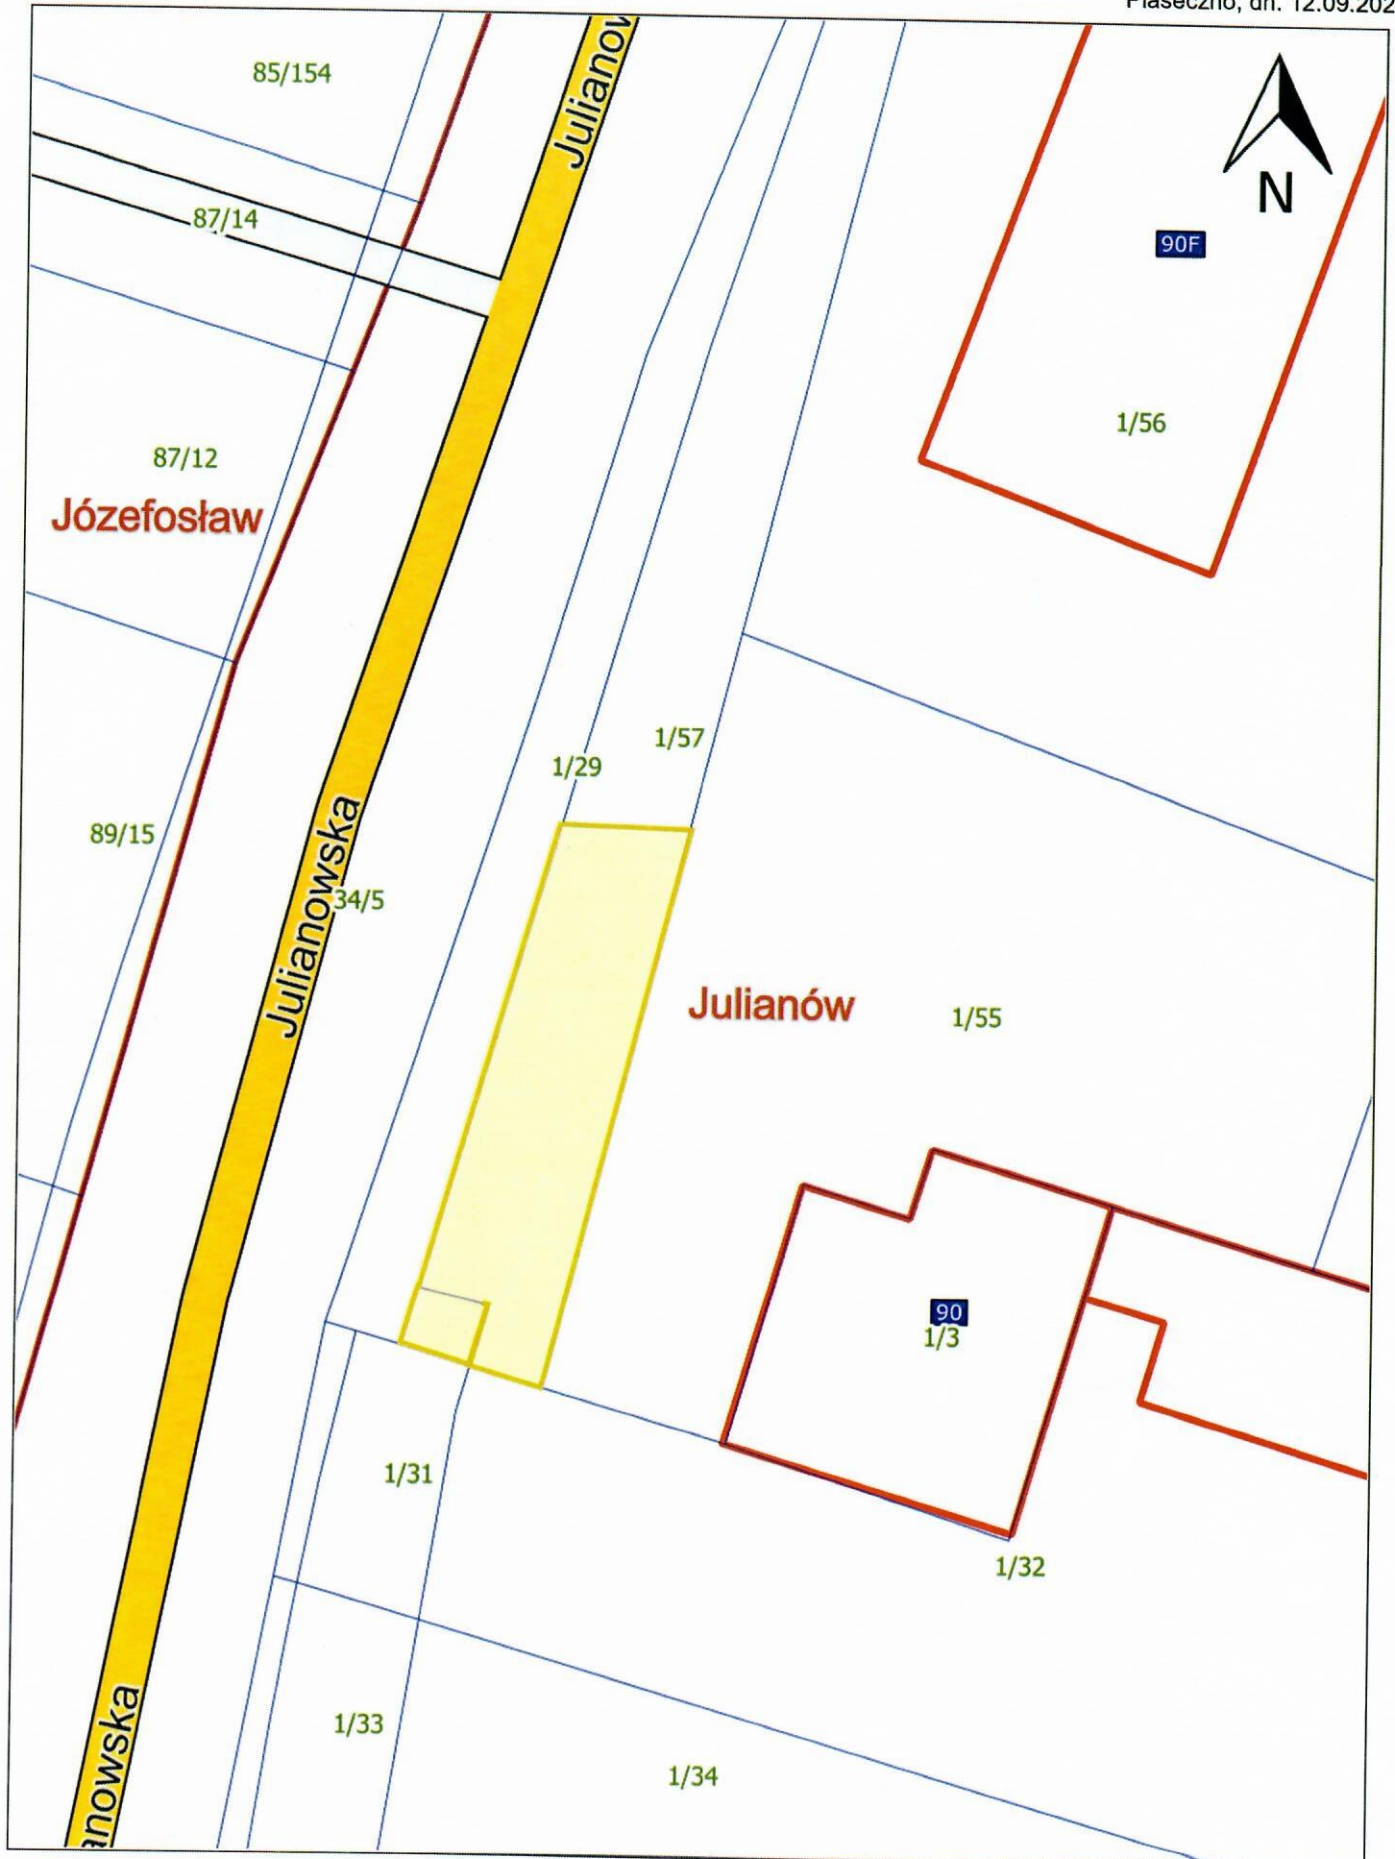 Piaseczno, dn. 12.09.202
85/154
87/14
N
90F
1/56
87/12
Józefosław
1/57
1/29
89/15
Julianowska
34/5
Julianów
1/55
90
1/3
1/31
1/32
1/33
1/34
anowska
Julianow